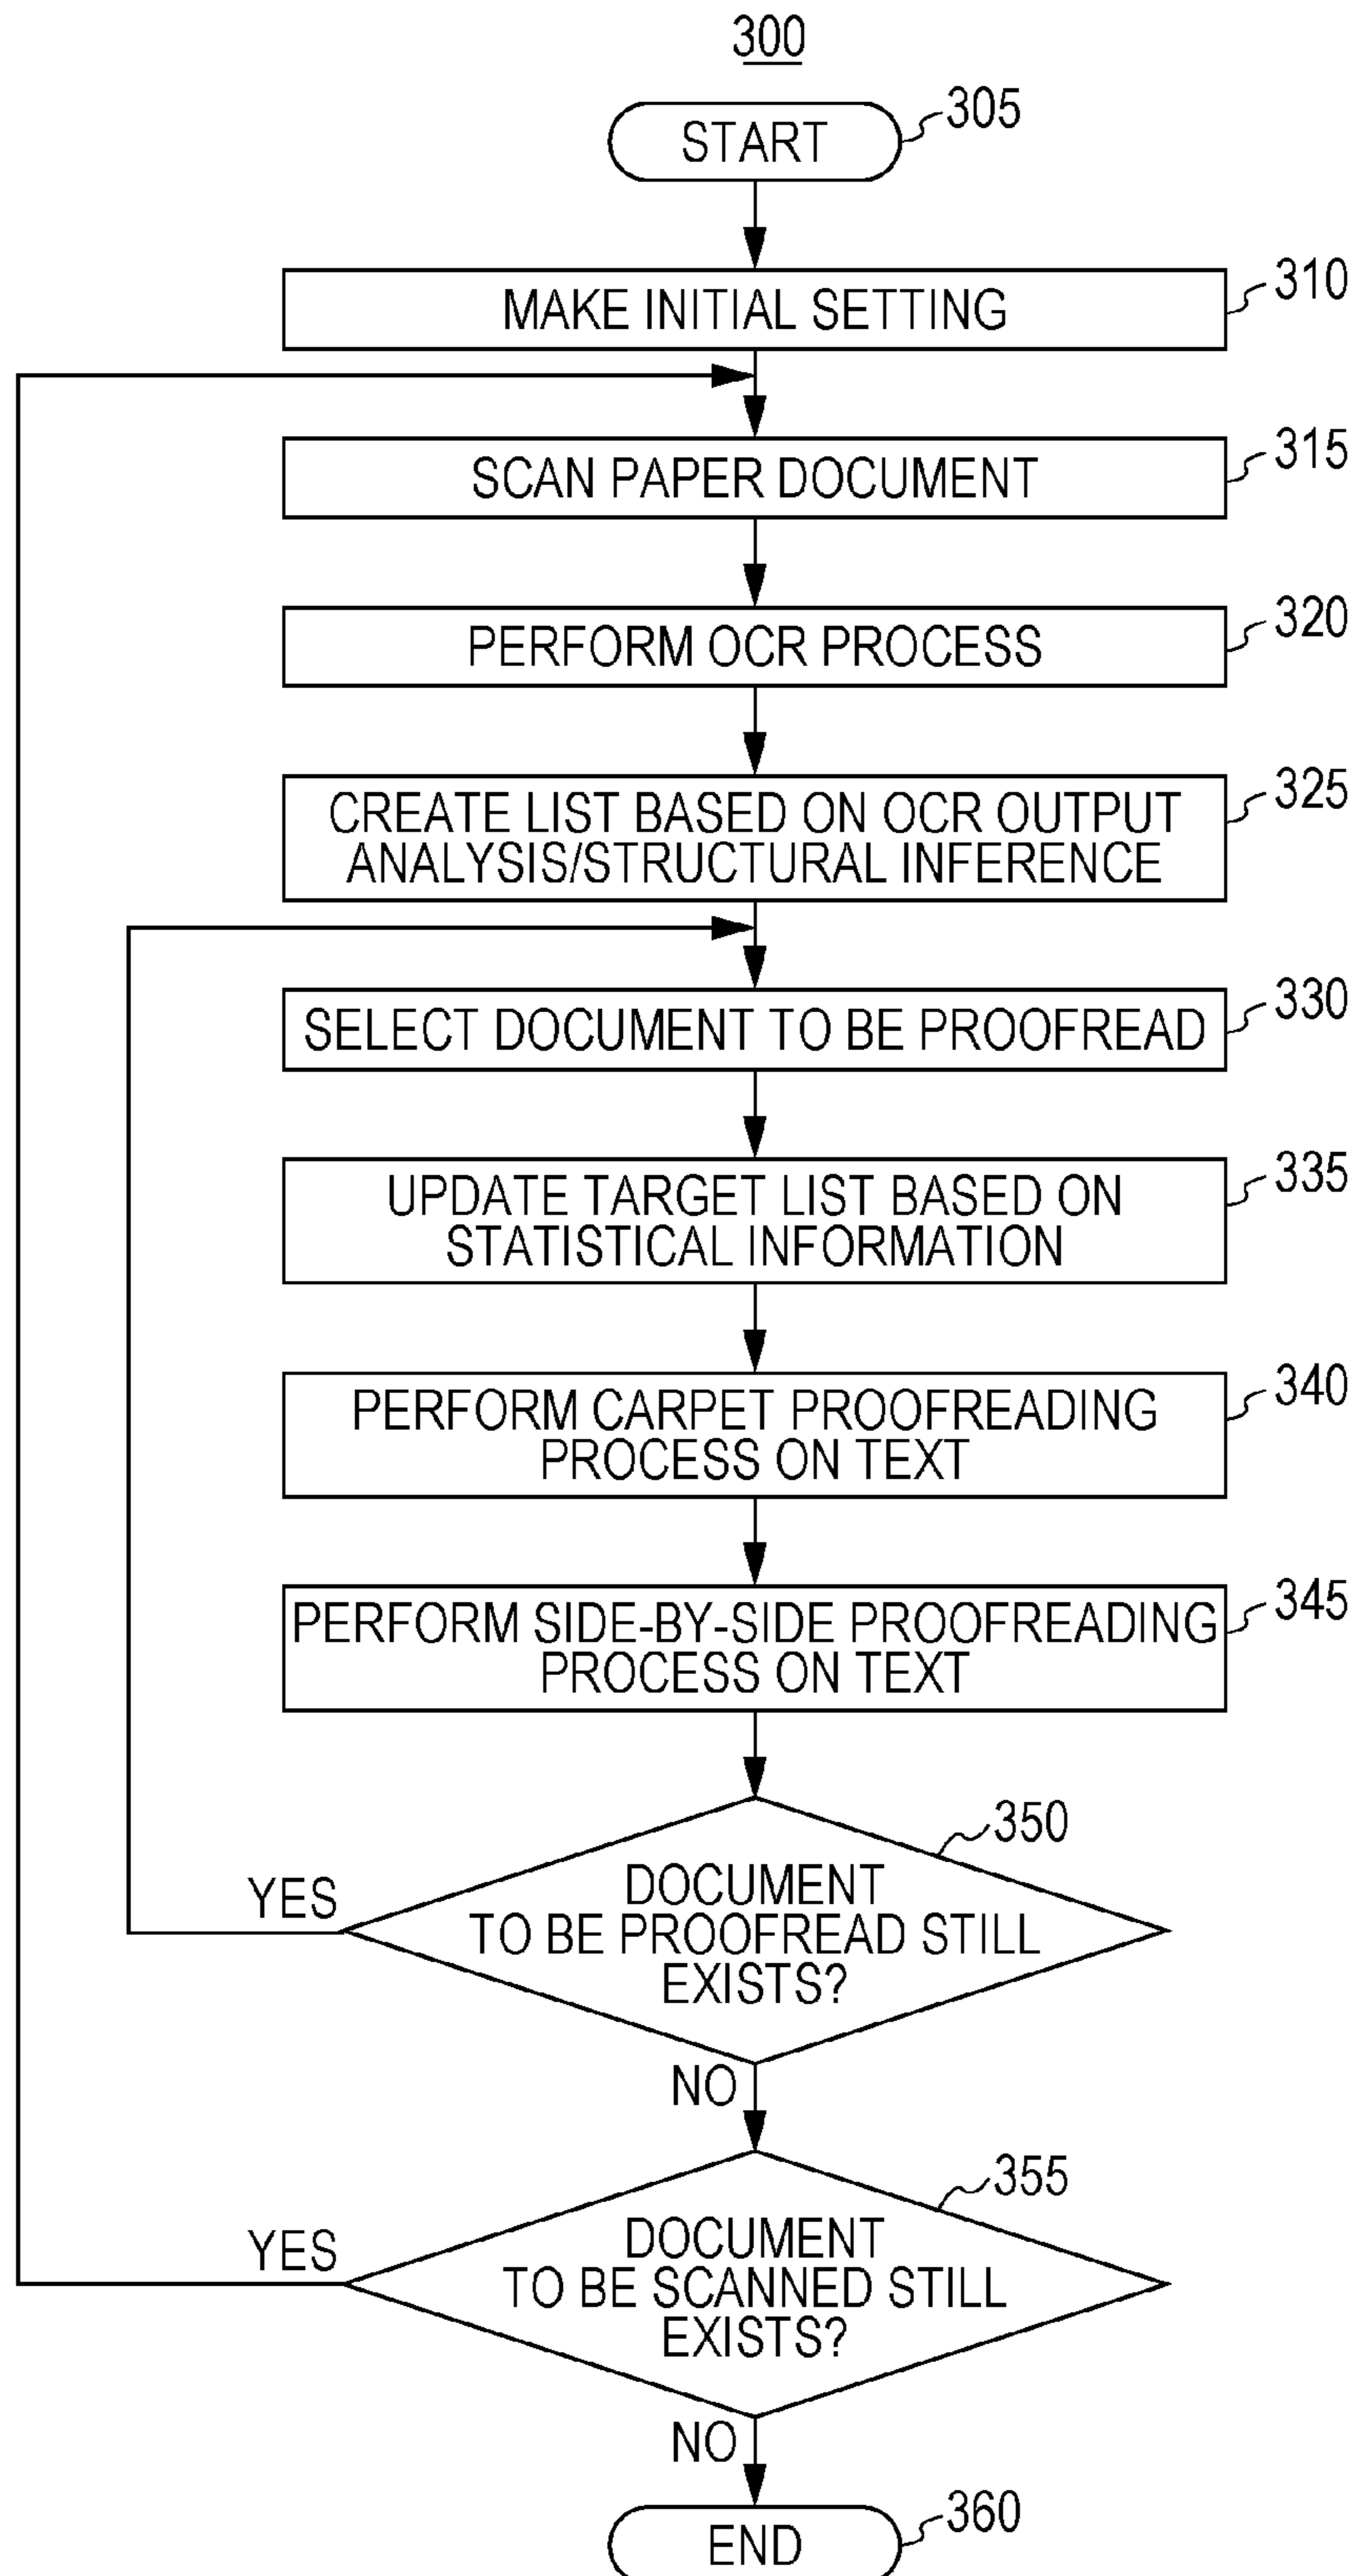 300
START
305
MAKE INITIAL SETTING
310
SCAN PAPER DOCUMENT
315
PERFORM OCR PROCESS
320
CREATE LIST BASED ON OCR OUTPUT
ANALYSIS/STRUCTURAL INFERENCE
325
SELECT DOCUMENT TO BE PROOFREAD
330
UPDATE TARGET LIST BASED ON
STATISTICAL INFORMATION
335
PERFORM CARPET PROOFREADING
PROCESS ON TEXT
340
PERFORM SIDE-BY-SIDE PROOFREADING
PROCESS ON TEXT
345
350
YES
DOCUMENT
TO BE PROOFREAD STILL
EXISTS?
NO
355
YES
DOCUMENT
TO BE SCANNED STILL
EXISTS?
NO
END
360